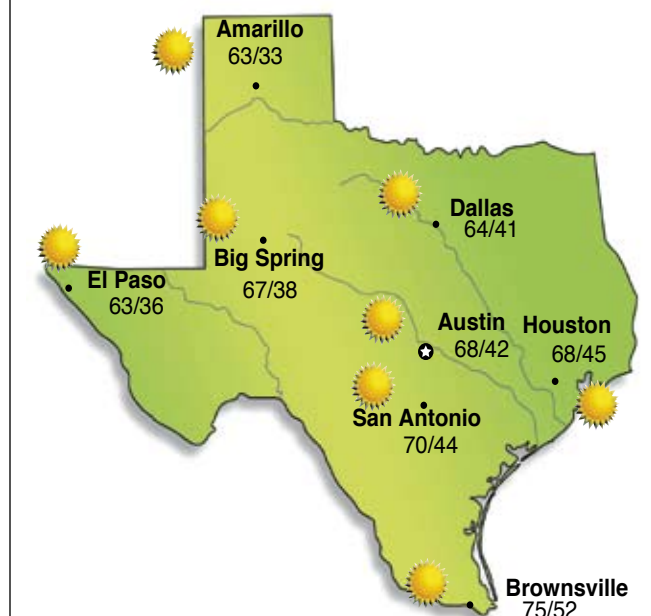 Amarillo
63/33
Dallas
64/41
Big Spring
67/38
El Paso
63/36
Austin
68/42
Houston
68/45
San Antonio
70/44
Brownsville
75/52